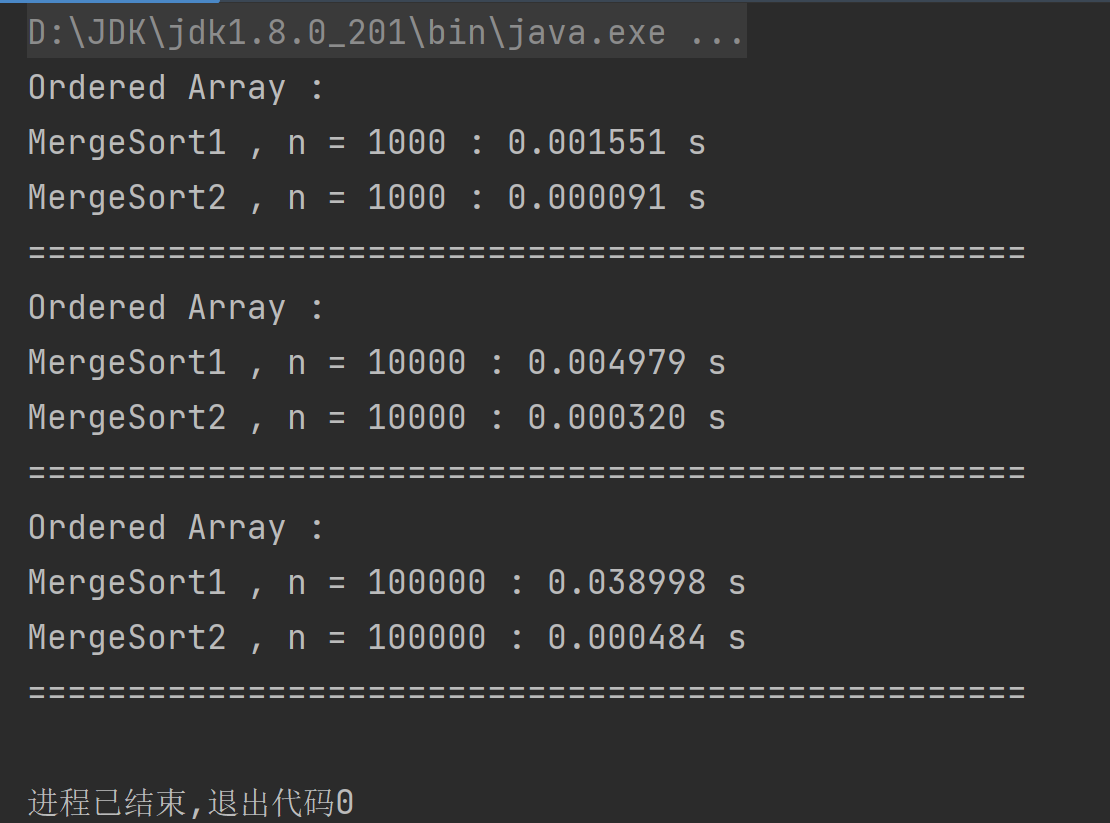 D:\JDK\jdk1.8.0_201\bin\java.exe ...
Ordered Array :
MergeSort1 , n = 1000 : 0.001551 s
MergeSort2 , n = 1000 : 0.000091 s
==================================================
Ordered Array :
MergeSort1 , n = 10000 : 0.004979 s
MergeSort2 , n = 10000 : 0.000320 s
==================================================
Ordered Array :
MergeSort1 , n = 100000 : 0.038998 s
MergeSort2 , n = 100000 : 0.000484 s
==================================================
进程已结束,退出代码0